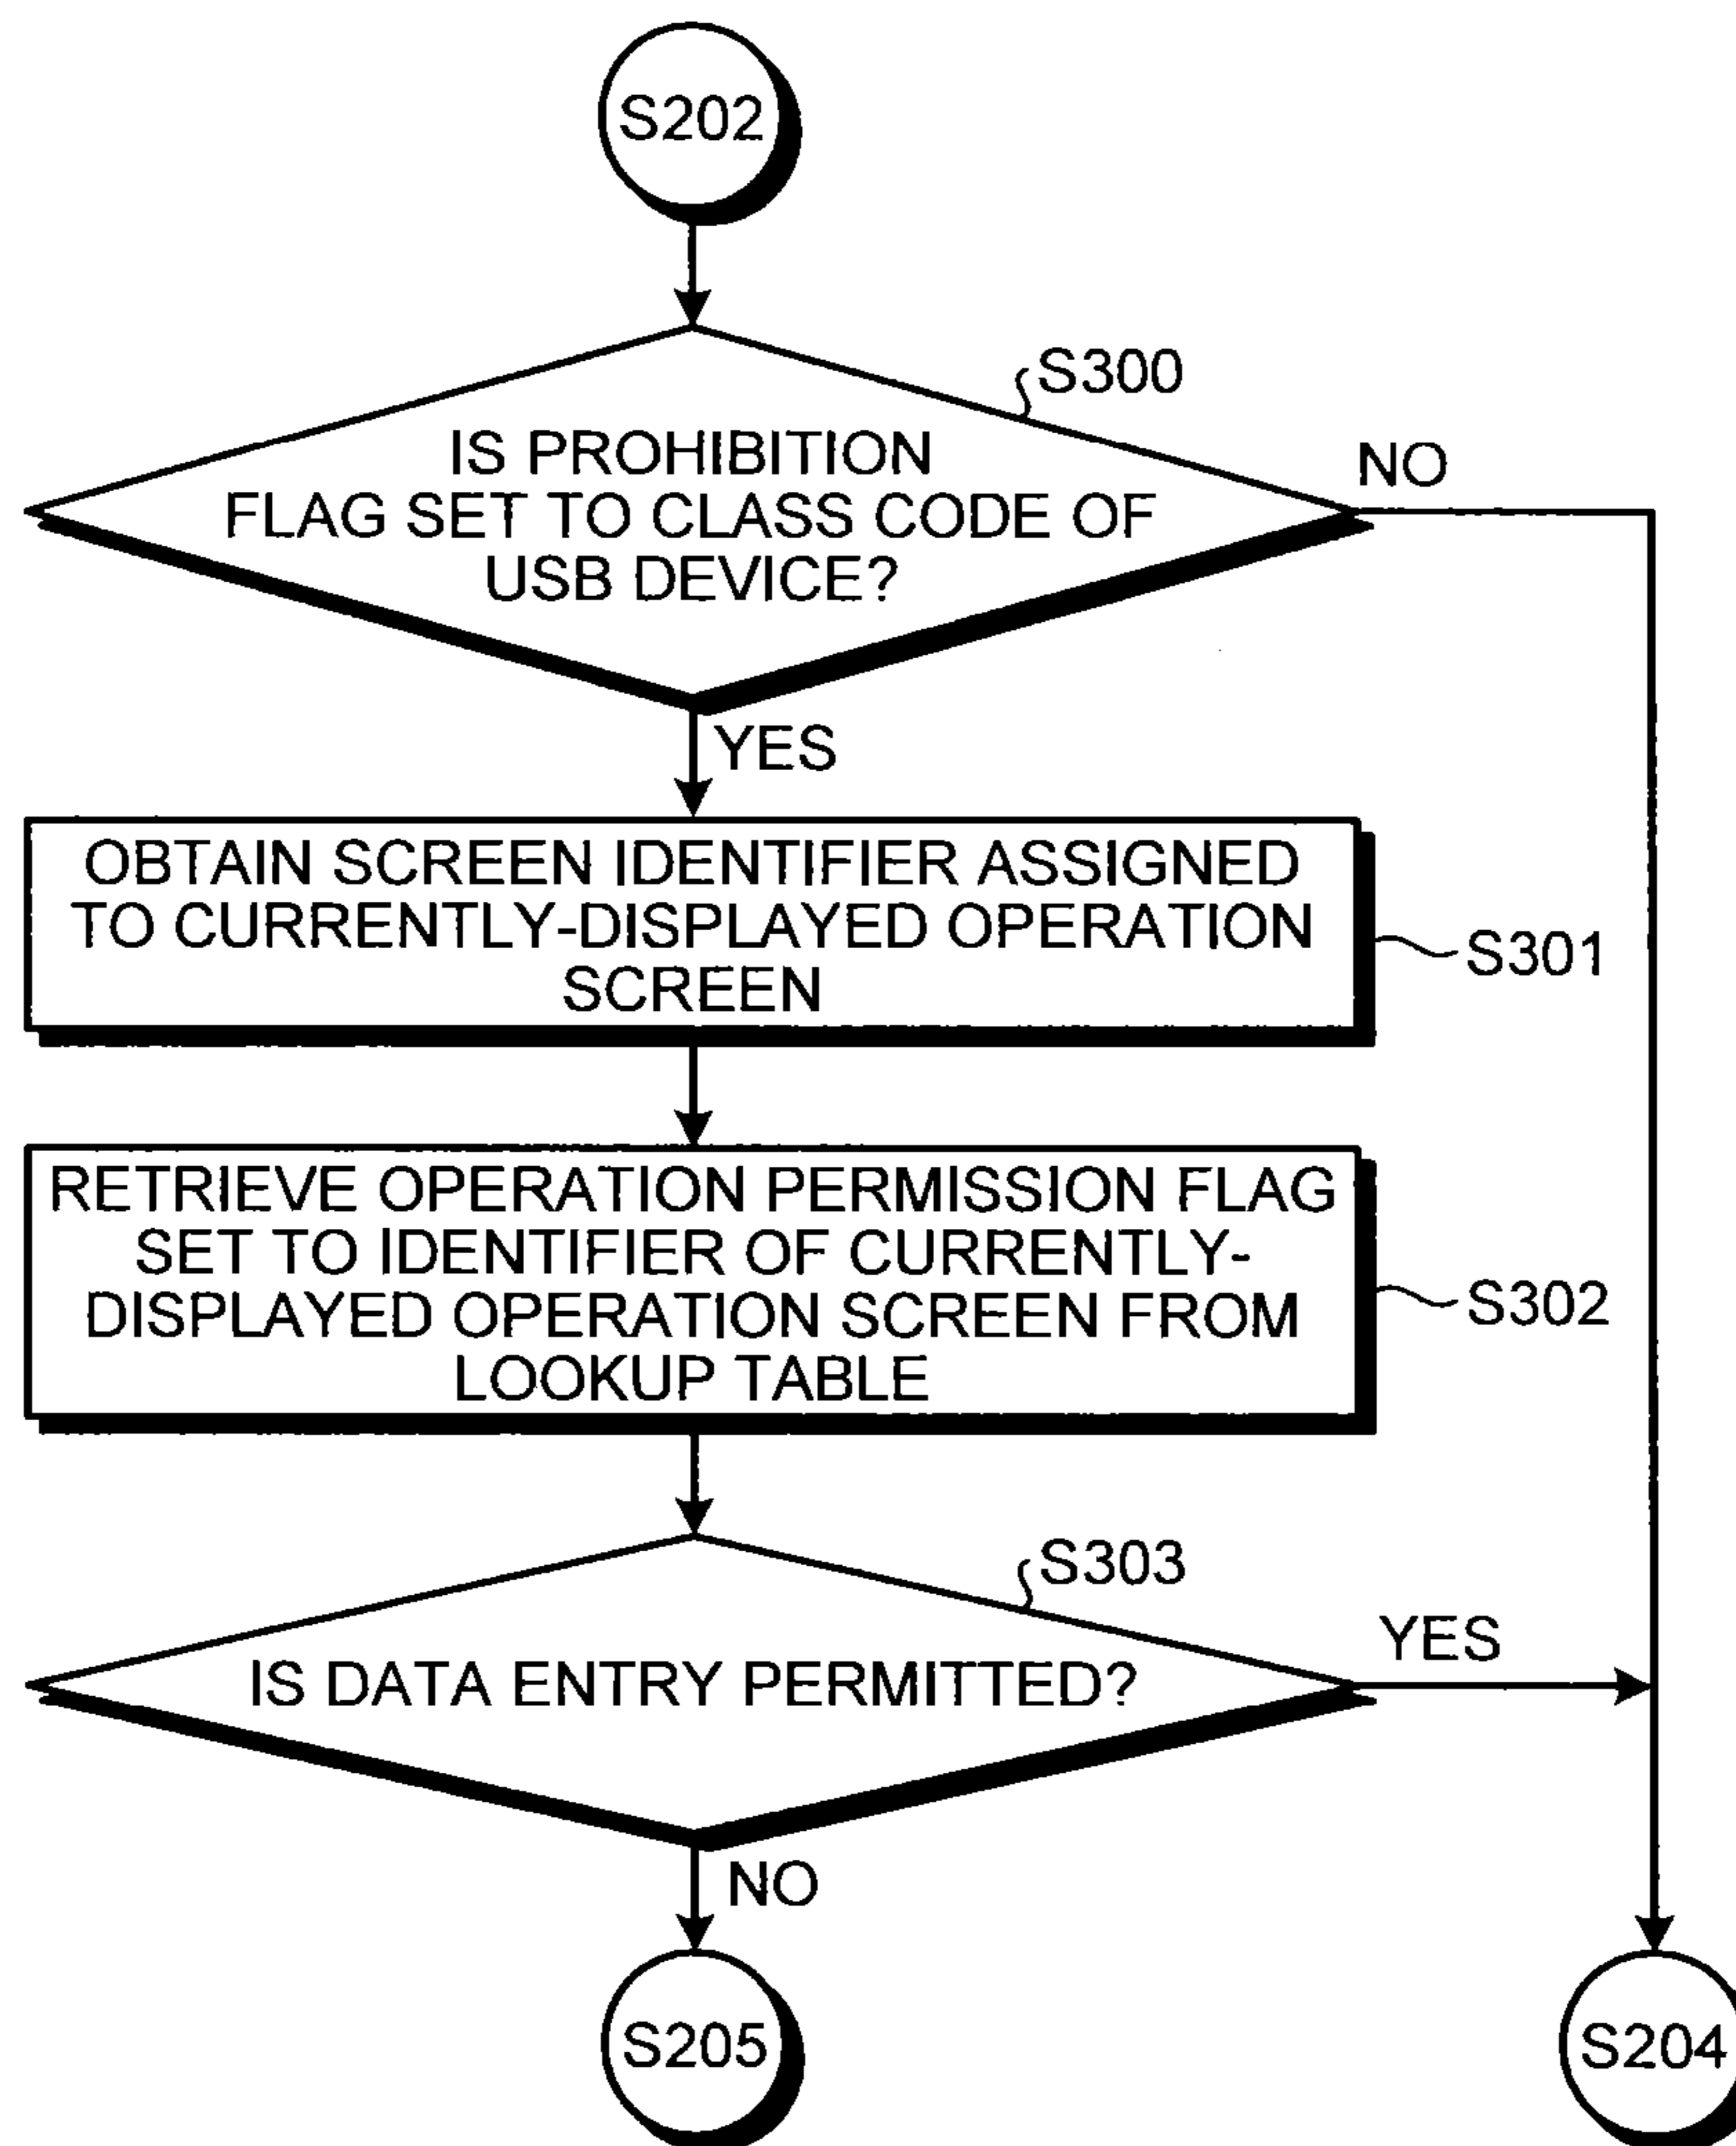 S202
S300
IS PROHIBITION
FLAG SET TO CLASS CODE OF
USB DEVICE?
NO
YES
OBTAIN SCREEN IDENTIFIER ASSIGNED
TO CURRENTLY-DISPLAYED OPERATION
SCREEN
S301
RETRIEVE OPERATION PERMISSION FLAG
SET TO IDENTIFIER OF CURRENTLY-
DISPLAYED OPERATION SCREEN FROM
LOOKUP TABLE
S302
S303
IS DATA ENTRY PERMITTED?
YES
NO
S205
S204